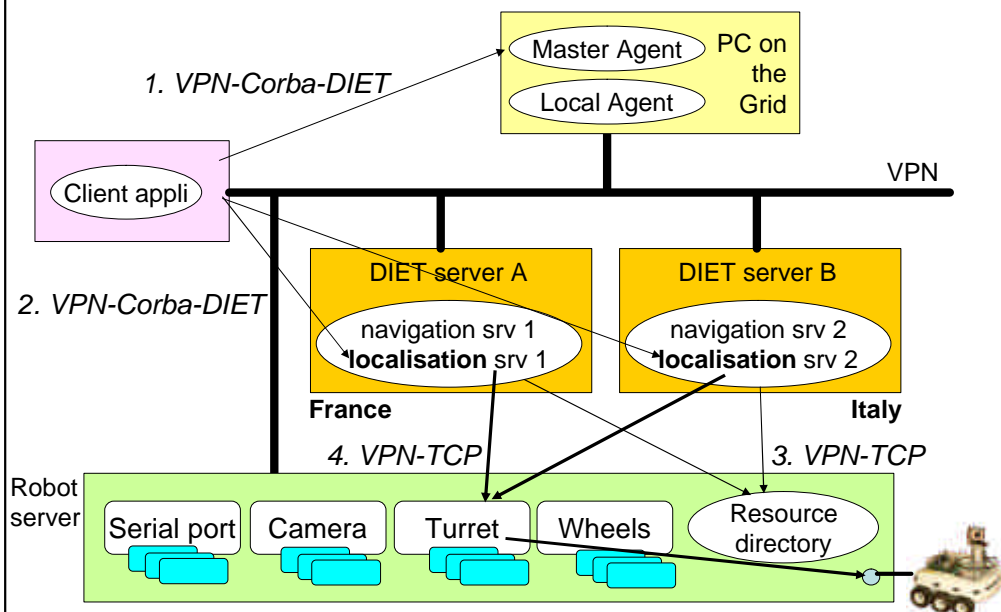 Master Agent
PC on
the
Grid
Local Agent
1. VPN-Corba-DIET
Client appli
VPN
DIET server A
navigation srv 1
localisation srv 1
France
DIET server B
navigation srv 2
localisation srv 2
Italy
2. VPN-Corba-DIET
4. VPN-TCP
3. VPN-TCP
Robot
server
Serial port
Camera
Turret
Wheels
Resource
directory